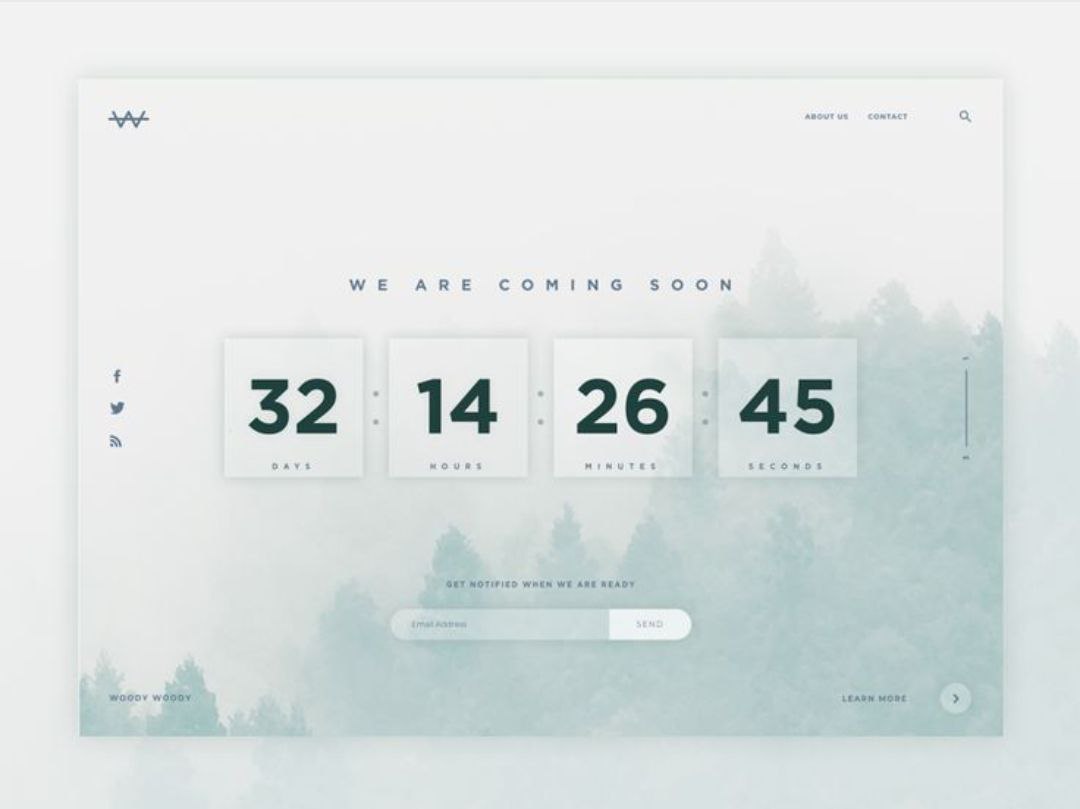 ABOUT US
CONTACT
WE ARE COMING SOON
32
14
26
45
DAYS
HOURS
MINUTES
SECONDS
GET NOTIFIED WHEN WE ARE READY
Email Address
SEND
WOODY WOODY
LEARN MORE